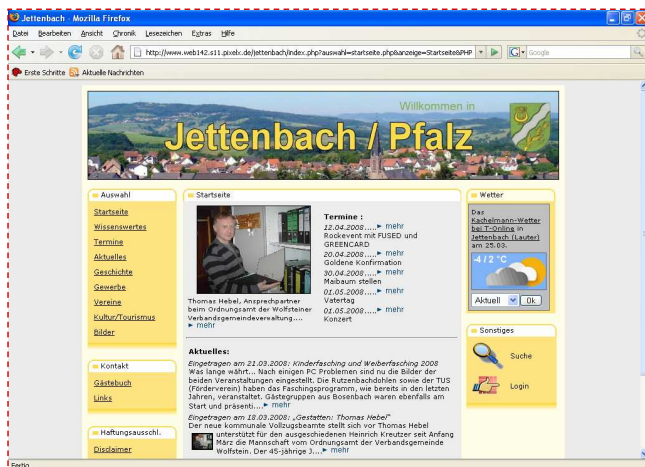 Jettenbach - Mozilla Firefox
Datei Bearbeiten Ansicht Chronik Lesezeichen Extras Hilfe
http://www.web142.s11.pixelx.de/jettenbach/index.php?auswahl=startseite.php&anzeige=Startseite&PHP
Google
Erste Schritte Aktuelle Nachrichten
Willkommen in
Jettenbach / Pfalz
Auswahl
Startseite
Wissenswertes
Termine
Aktuelles
Geschichte
Gewerbe
Vereine
Kultur/Tourismus
Bilder
Kontakt
Gästebuch
Links
Haftungsausschl.
Disclaimer
Startseite
Thomas Hebel, Ansprechpartner
beim Ordnungsamt der Wolfsteiner
Verbandsgemeindeverwaltung....
mehr
Termine :
12.04.2008..... mehr
Rockevent mit FUSED und
GREENCARD
20.04.2008..... mehr
Goldene Konfirmation
30.04.2008..... mehr
Maibaum stellen
01.05.2008..... mehr
Vatertag
01.05.2008..... mehr
Konzert
Aktuelles:
Eingetragen am 21.03.2008: Kinderfasching und Weiberfasching 2008
Was lange währt... Nach einigen PC Problemen sind nu die Bilder der
beiden Veranstaltungen eingestellt. Die Rutzenbachdohlen sowie der TUS
(Förderverein) haben das Faschingsprogramm, wie bereits in den letzten
Jahren, veranstaltet. Gästegruppen aus Bosenbach waren ebenfalls am
Start und präsenti.... mehr
Eingetragen am 18.03.2008: „Gestatten: Thomas Hebel"
Der neue kommunale Vollzugsbeamte stellt sich vor Thomas Hebel
unterstützt für den ausgeschiedenen Heinrich Kreutzer seit Anfang
März die Mannschaft vom Ordnungsamt der Verbandsgemeinde
Wolfstein. Der 45-jährige J.... mehr
Wetter
Das
Kachelmann-Wetter
bei T-Online in
Jettenbach (Lauter)
am 25.03.
-4 / 2 °C
Aktuell Ok
Sonstiges
Suche
Login
Fertig